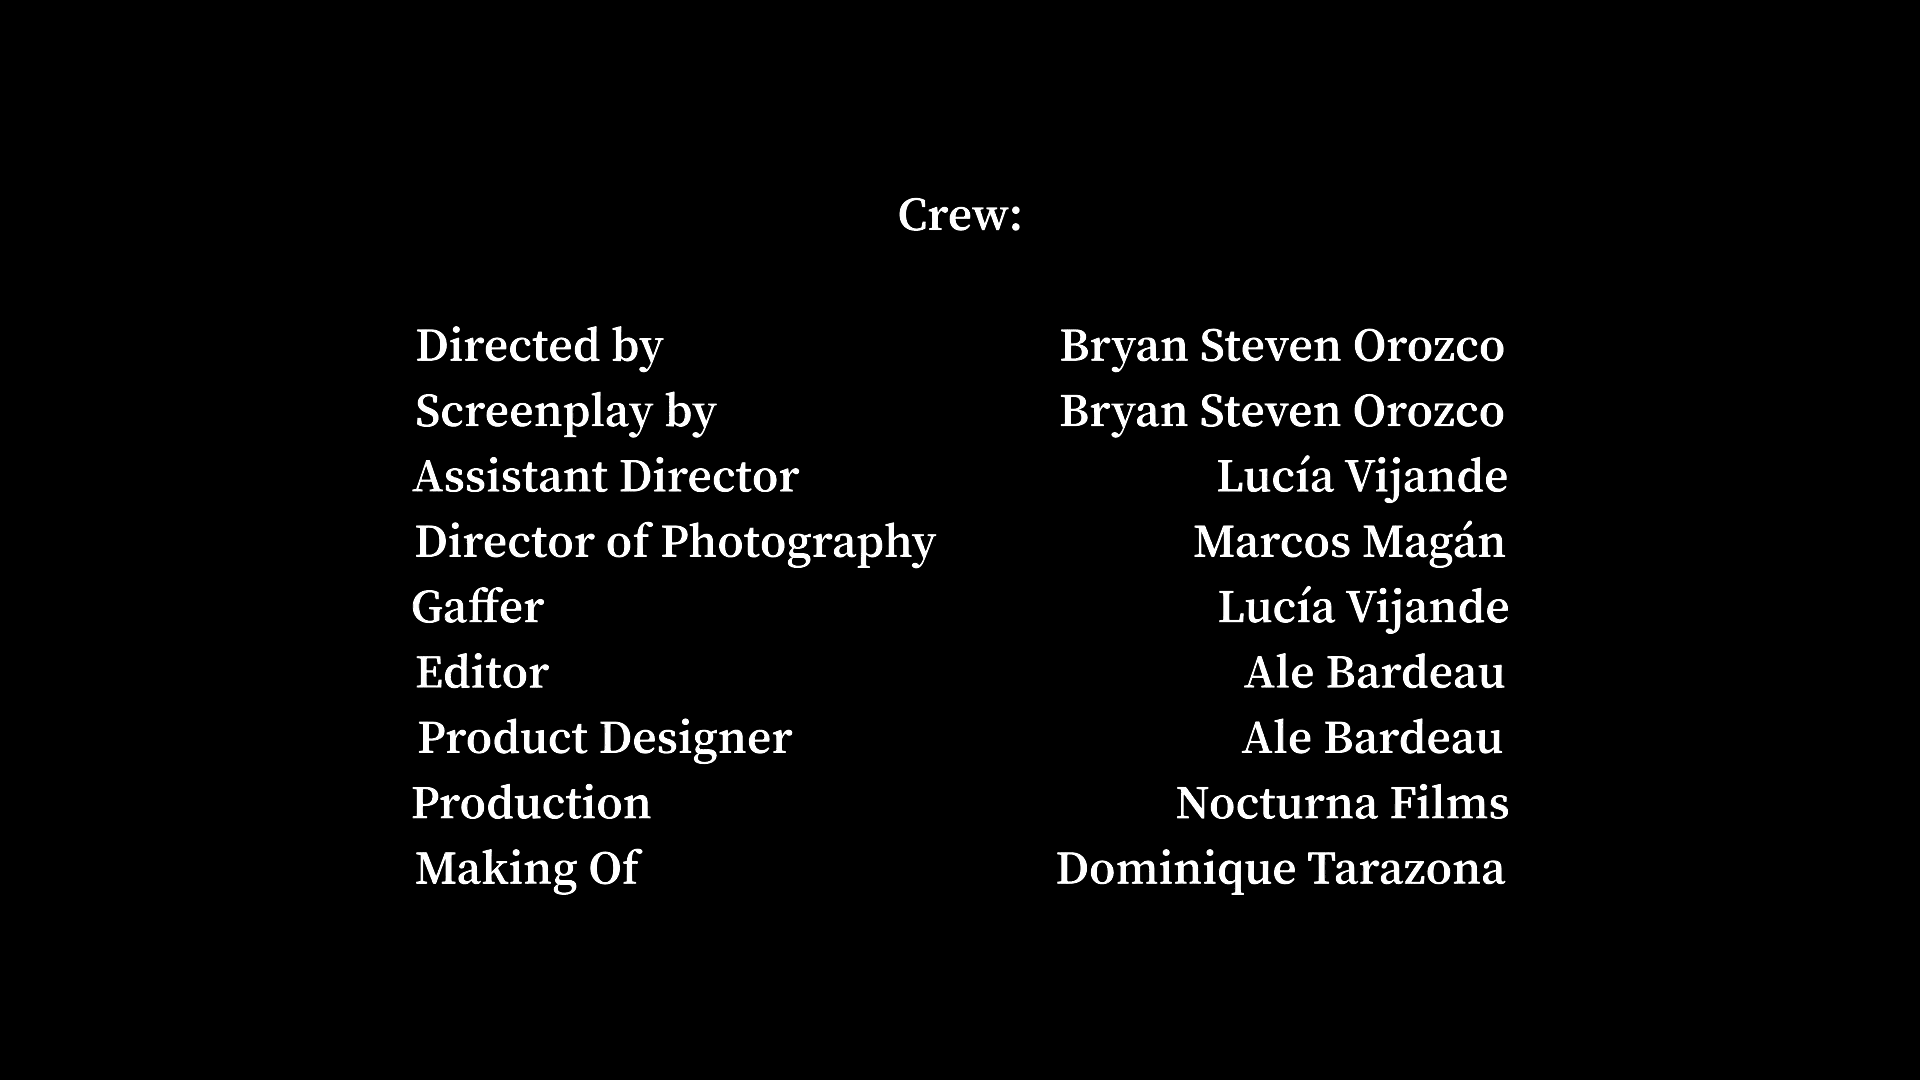 Crew:
Directed by Bryan Steven Orozco
Screenplay by Bryan Steven Orozco
Assistant Director Lucía Vijande
Director of Photography Marcos Magán
Gaffer Lucía Vijande
Editor Ale Bardeau
Product Designer Ale Bardeau
Production Nocturna Films
Making Of Dominique Tarazona